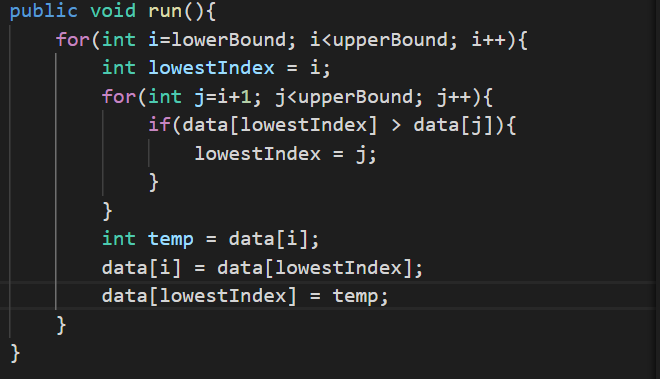 public void run(){
    for(int i=lowerBound; i<upperBound; i++){
        int lowestIndex = i;
        for(int j=i+1; j<upperBound; j++){
            if(data[lowestIndex] > data[j]){
                lowestIndex = j;
            }
        }
        int temp = data[i];
        data[i] = data[lowestIndex];
        data[lowestIndex] = temp;
    }
}